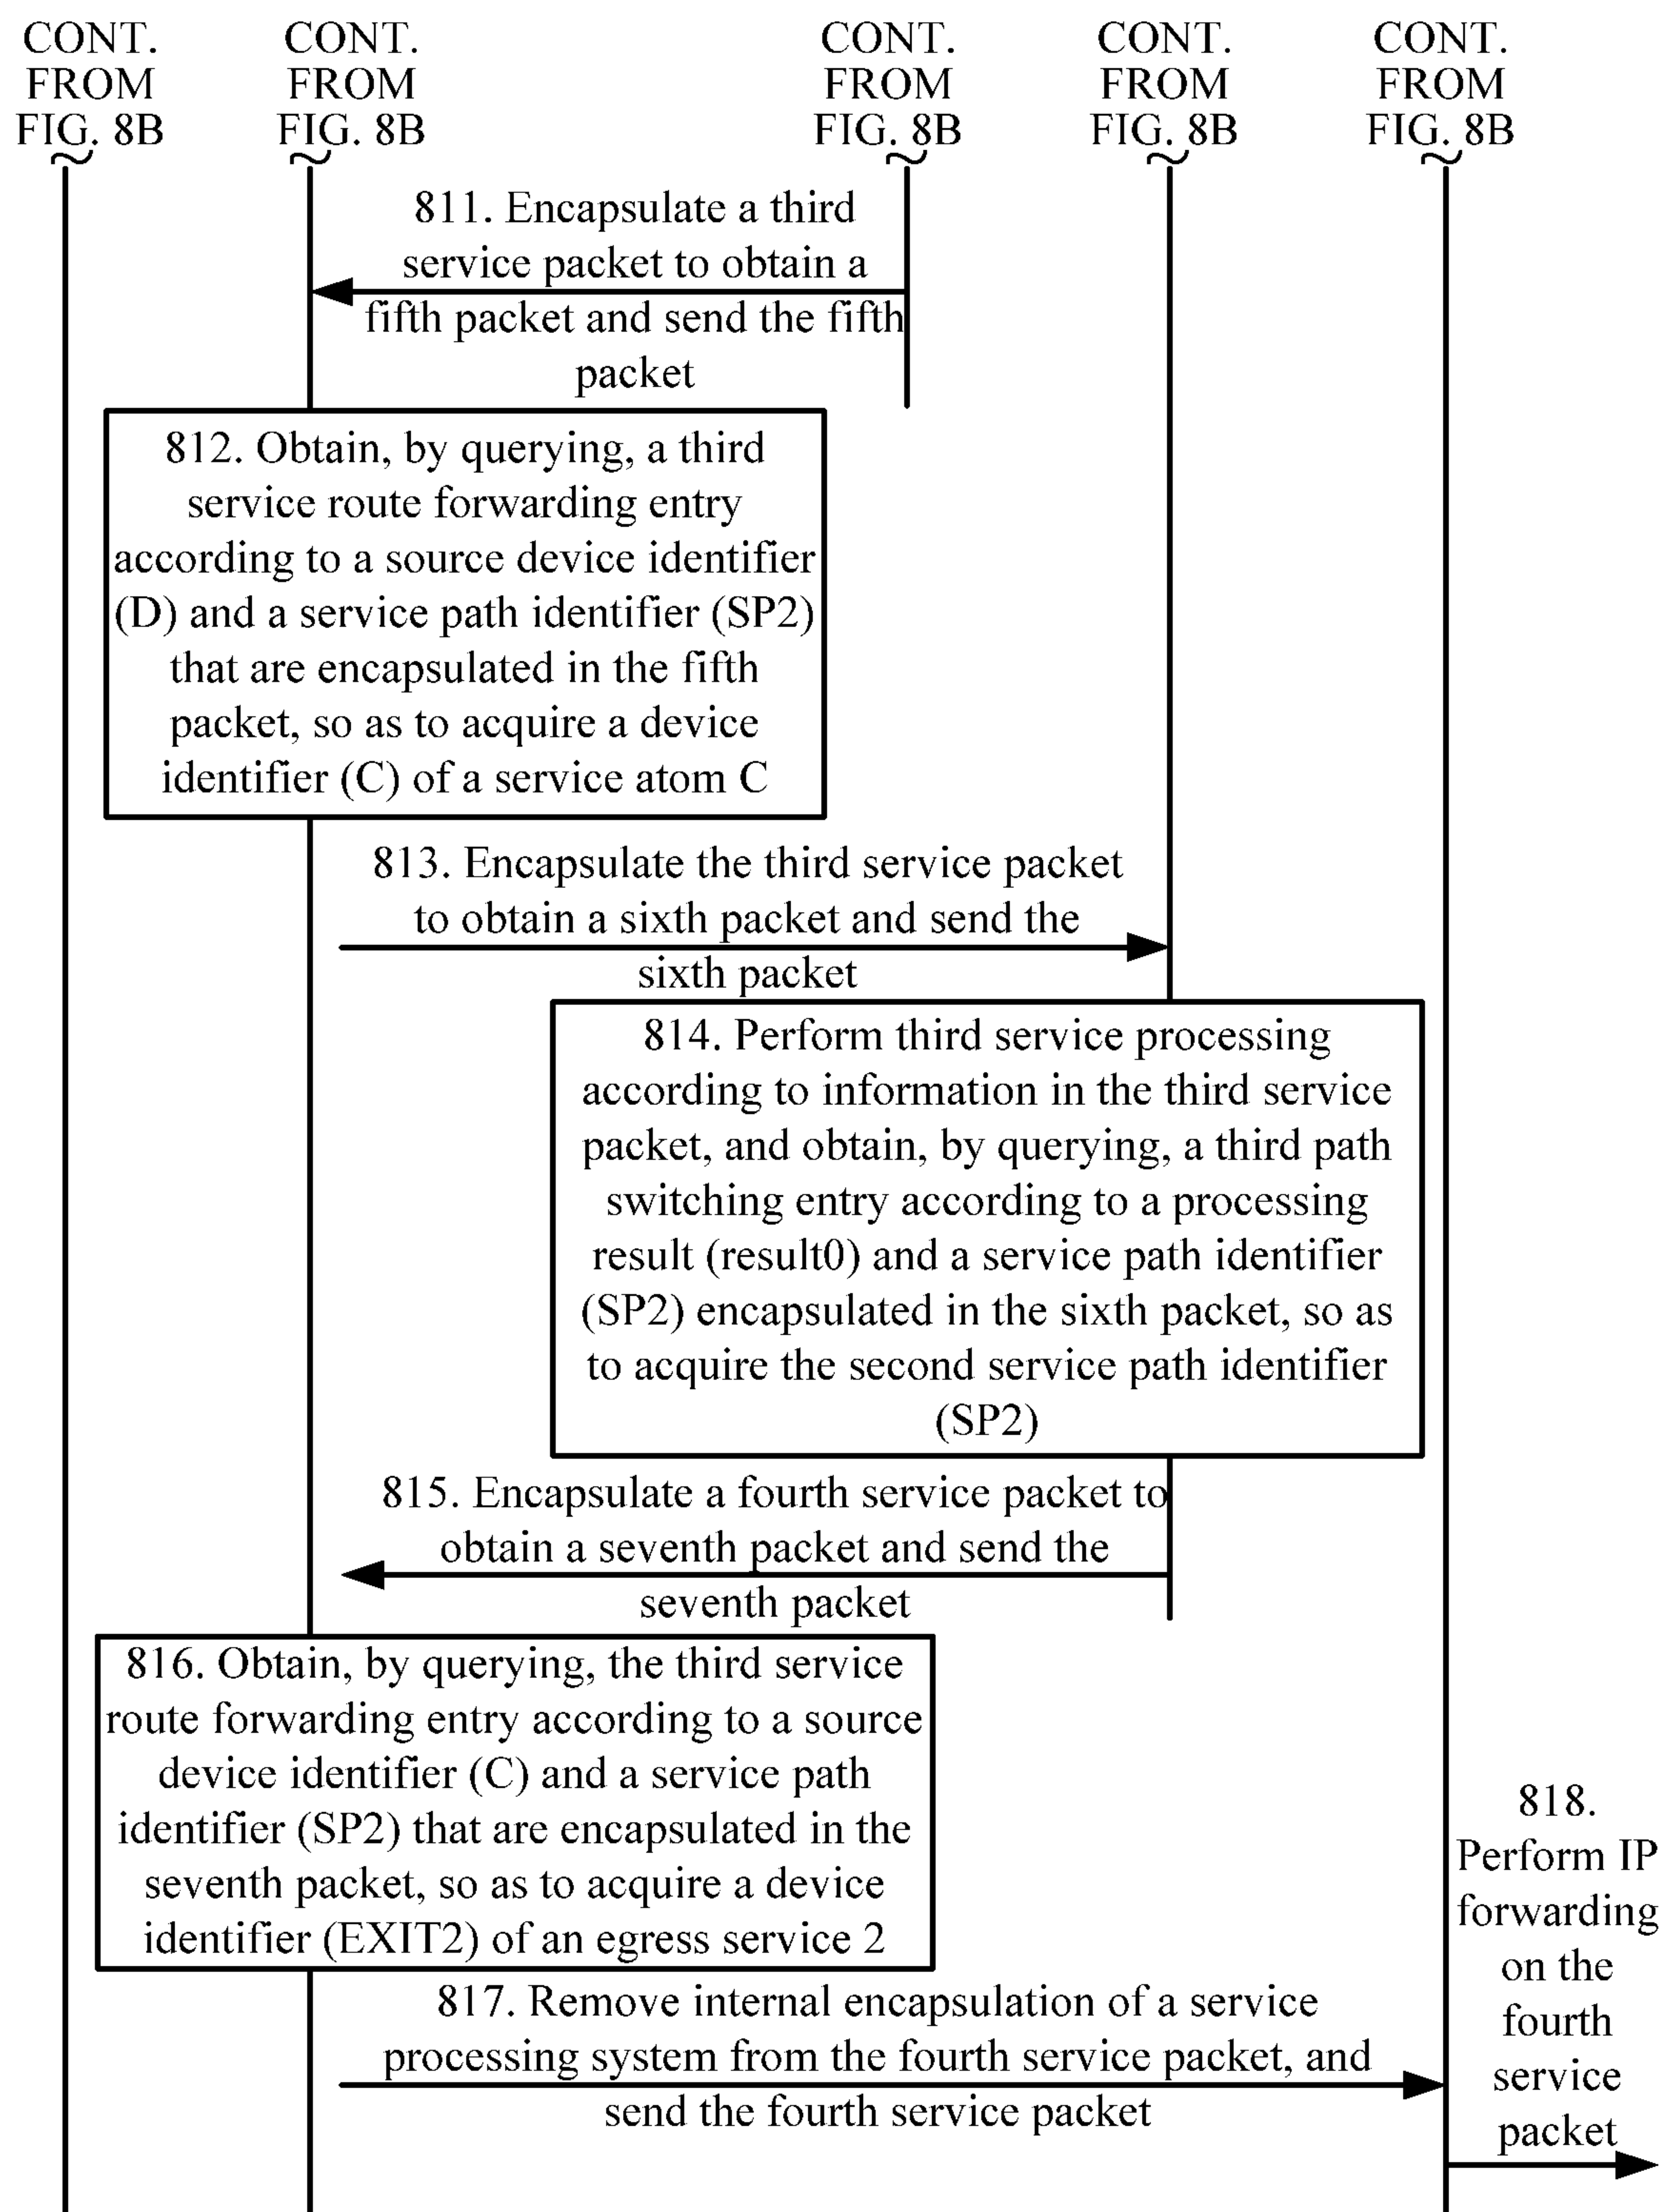 CONT.
FROM
FIG. 8B
CONT.
FROM
FIG. 8B
CONT.
FROM
FIG. 8B
CONT.
FROM
FIG. 8B
CONT.
FROM
FIG. 8B
811. Encapsulate a third
service packet to obtain a
fifth packet and send the fifth
packet
812. Obtain, by querying, a third
service route forwarding entry
according to a source device identifier
(D) and a service path identifier (SP2)
that are encapsulated in the fifth
packet, so as to acquire a device
identifier (C) of a service atom C
813. Encapsulate the third service packet
to obtain a sixth packet and send the
sixth packet
814. Perform third service processing
according to information in the third service
packet, and obtain, by querying, a third path
switching entry according to a processing
result (result0) and a service path identifier
(SP2) encapsulated in the sixth packet, so as
to acquire the second service path identifier
(SP2)
815. Encapsulate a fourth service packet to
obtain a seventh packet and send the
seventh packet
816. Obtain, by querying, the third service
route forwarding entry according to a source
device identifier (C) and a service path
identifier (SP2) that are encapsulated in the
seventh packet, so as to acquire a device
identifier (EXIT2) of an egress service 2
817. Remove internal encapsulation of a service
processing system from the fourth service packet, and
send the fourth service packet
818.
Perform IP
forwarding
on the
fourth
service
packet